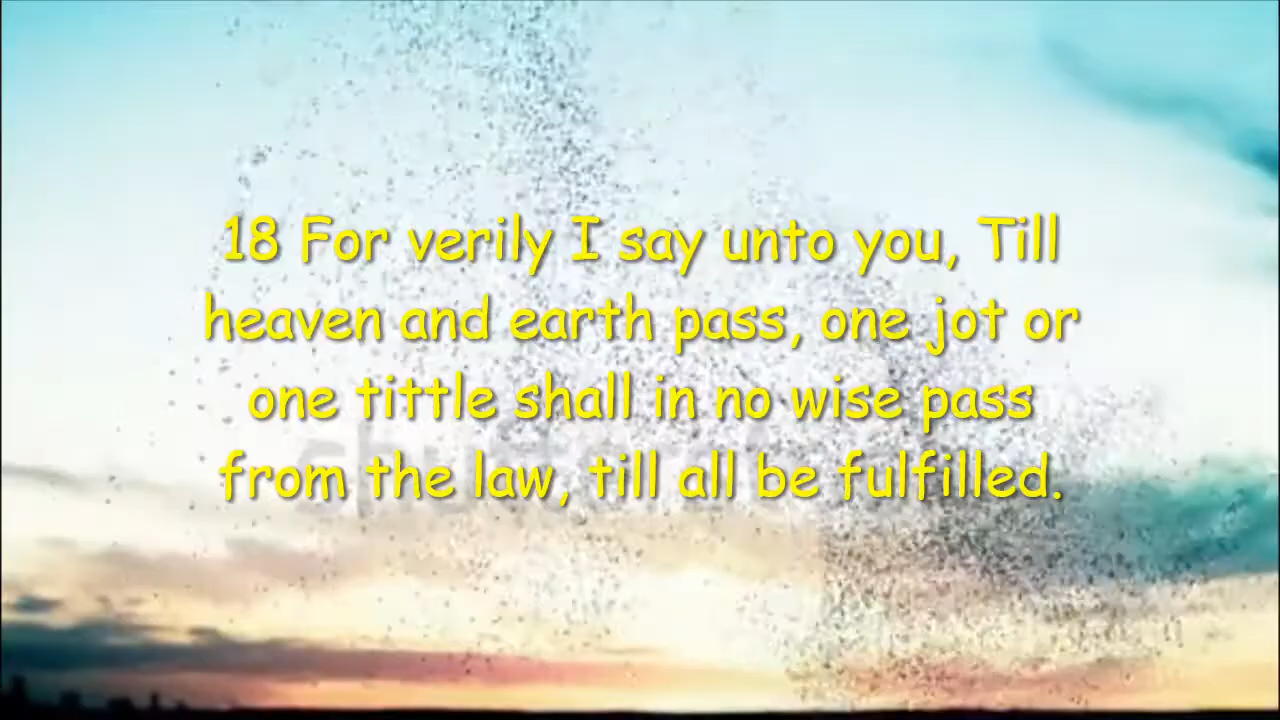 18 For verily I say unto you, Till
heaven and earth pass, one jot or
one tittle shall in no wise pass
from the law, till all be fulfilled.